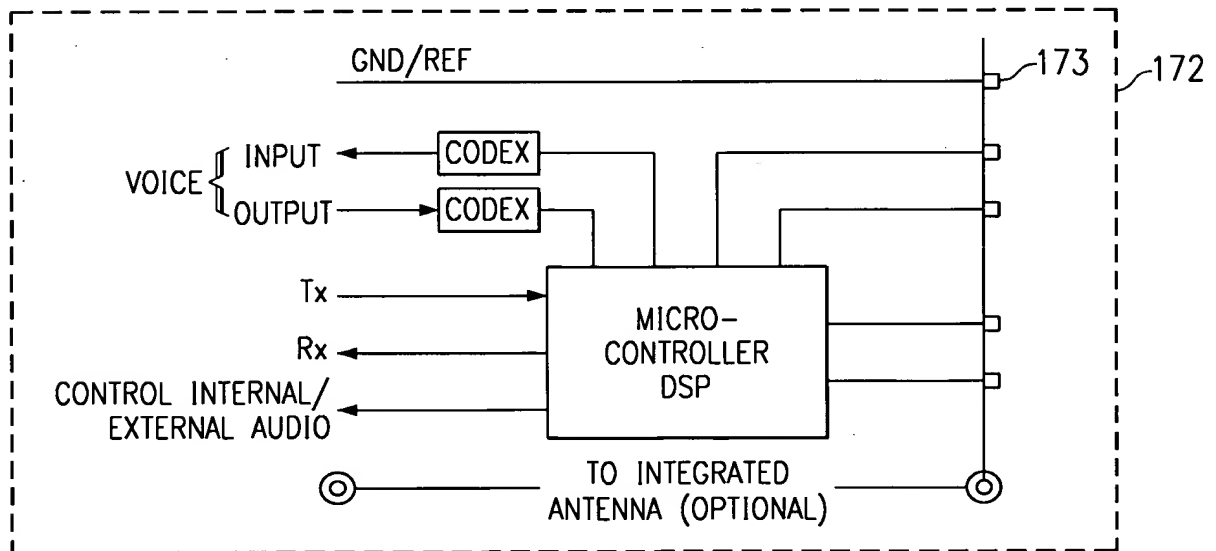 GND/REF
173
172
VOICE
INPUT
CODEX
OUTPUT
CODEX
Tx
Rx
CONTROL INTERNAL/
EXTERNAL AUDIO
MICRO-
CONTROLLER
DSP
TO INTEGRATED
ANTENNA (OPTIONAL)